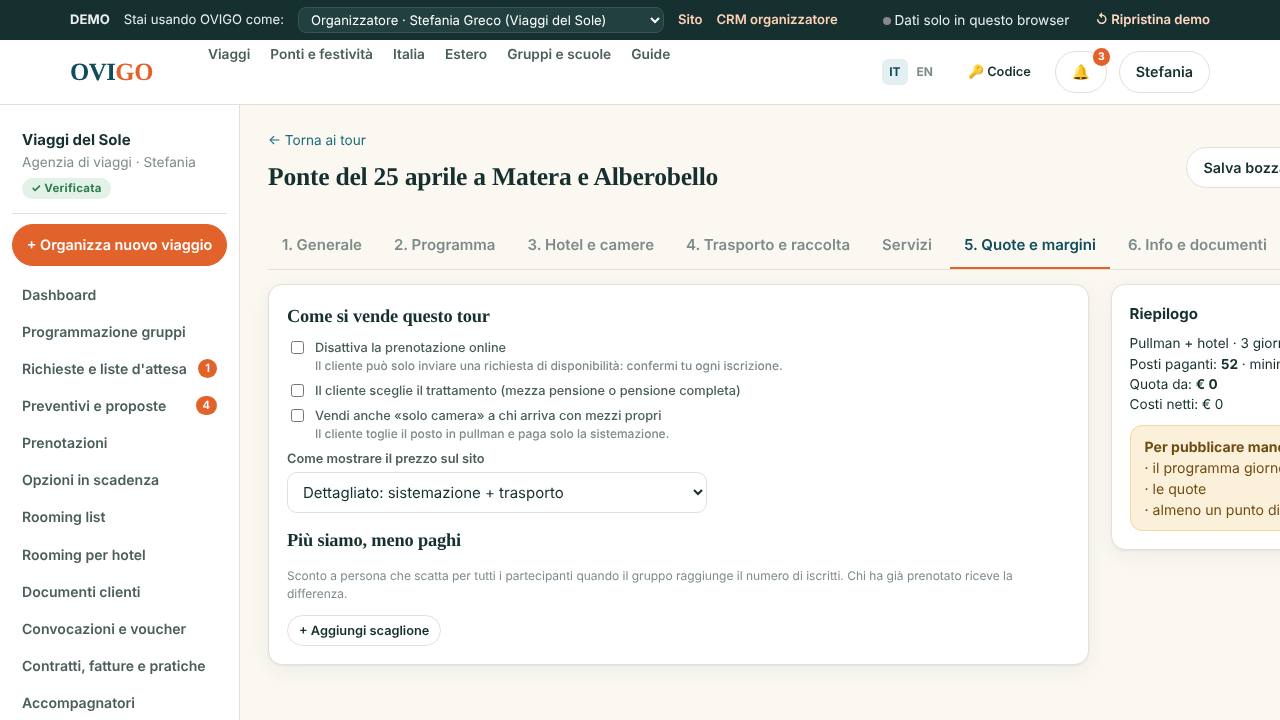 DEMO Stai usando OVIGO come: Organizzatore · Stefania Greco (Viaggi del Sole) Sito CRM organizzatore Dati solo in questo browser Ripristina demo
OVIGO Viaggi Ponti e festività Italia Estero Gruppi e scuole Guide IT EN Codice 3 Stefania
Viaggi del Sole
Agenzia di viaggi · Stefania
✓ Verificata
+ Organizza nuovo viaggio
Dashboard
Programmazione gruppi
Richieste e liste d'attesa 1
Preventivi e proposte 4
Prenotazioni
Opzioni in scadenza
Rooming list
Rooming per hotel
Documenti clienti
Convocazioni e voucher
Contratti, fatture e pratiche
Accompagnatori
← Torna ai tour
Ponte del 25 aprile a Matera e Alberobello
Salva bozz
1. Generale 2. Programma 3. Hotel e camere 4. Trasporto e raccolta Servizi 5. Quote e margini 6. Info e documenti
Come si vende questo tour
Disattiva la prenotazione online
Il cliente può solo inviare una richiesta di disponibilità: confermi tu ogni iscrizione.
Il cliente sceglie il trattamento (mezza pensione o pensione completa)
Vendi anche «solo camera» a chi arriva con mezzi propri
Il cliente toglie il posto in pullman e paga solo la sistemazione.
Come mostrare il prezzo sul sito
Dettagliato: sistemazione + trasporto
Più siamo, meno paghi
Sconto a persona che scatta per tutti i partecipanti quando il gruppo raggiunge il numero di iscritti. Chi ha già prenotato riceve la
differenza.
+ Aggiungi scaglione
Riepilogo
Pullman + hotel · 3 gior
Posti paganti: 52 · mini
Quota da: € 0
Costi netti: € 0
Per pubblicare man
· il programma giorn
· le quote
· almeno un punto di